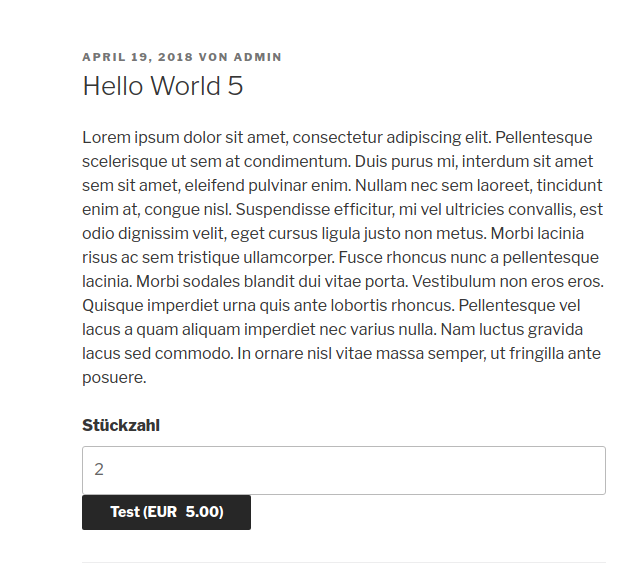 APRIL 19, 2018 VON ADMIN
Hello World 5
Lorem ipsum dolor sit amet, consectetur adipiscing elit. Pellentesque
scelerisque ut sem at condimentum. Duis purus mi, interdum sit amet
sem sit amet, eleifend pulvinar enim. Nullam nec sem laoreet, tincidunt
enim at, congue nisl. Suspendisse efficitur, mi vel ultricies convallis, est
odio dignissim velit, eget cursus ligula justo non metus. Morbi lacinia
risus ac sem tristique ullamcorper. Fusce rhoncus nunc a pellentesque
lacinia. Morbi sodales blandit dui vitae porta. Vestibulum non eros eros.
Quisque imperdiet urna quis ante lobortis rhoncus. Pellentesque vel
lacus a quam aliquam imperdiet nec varius nulla. Nam luctus gravida
lacus sed commodo. In ornare nisl vitae massa semper, ut fringilla ante
posuere.
Stückzahl
2
Test (EUR 5.00)